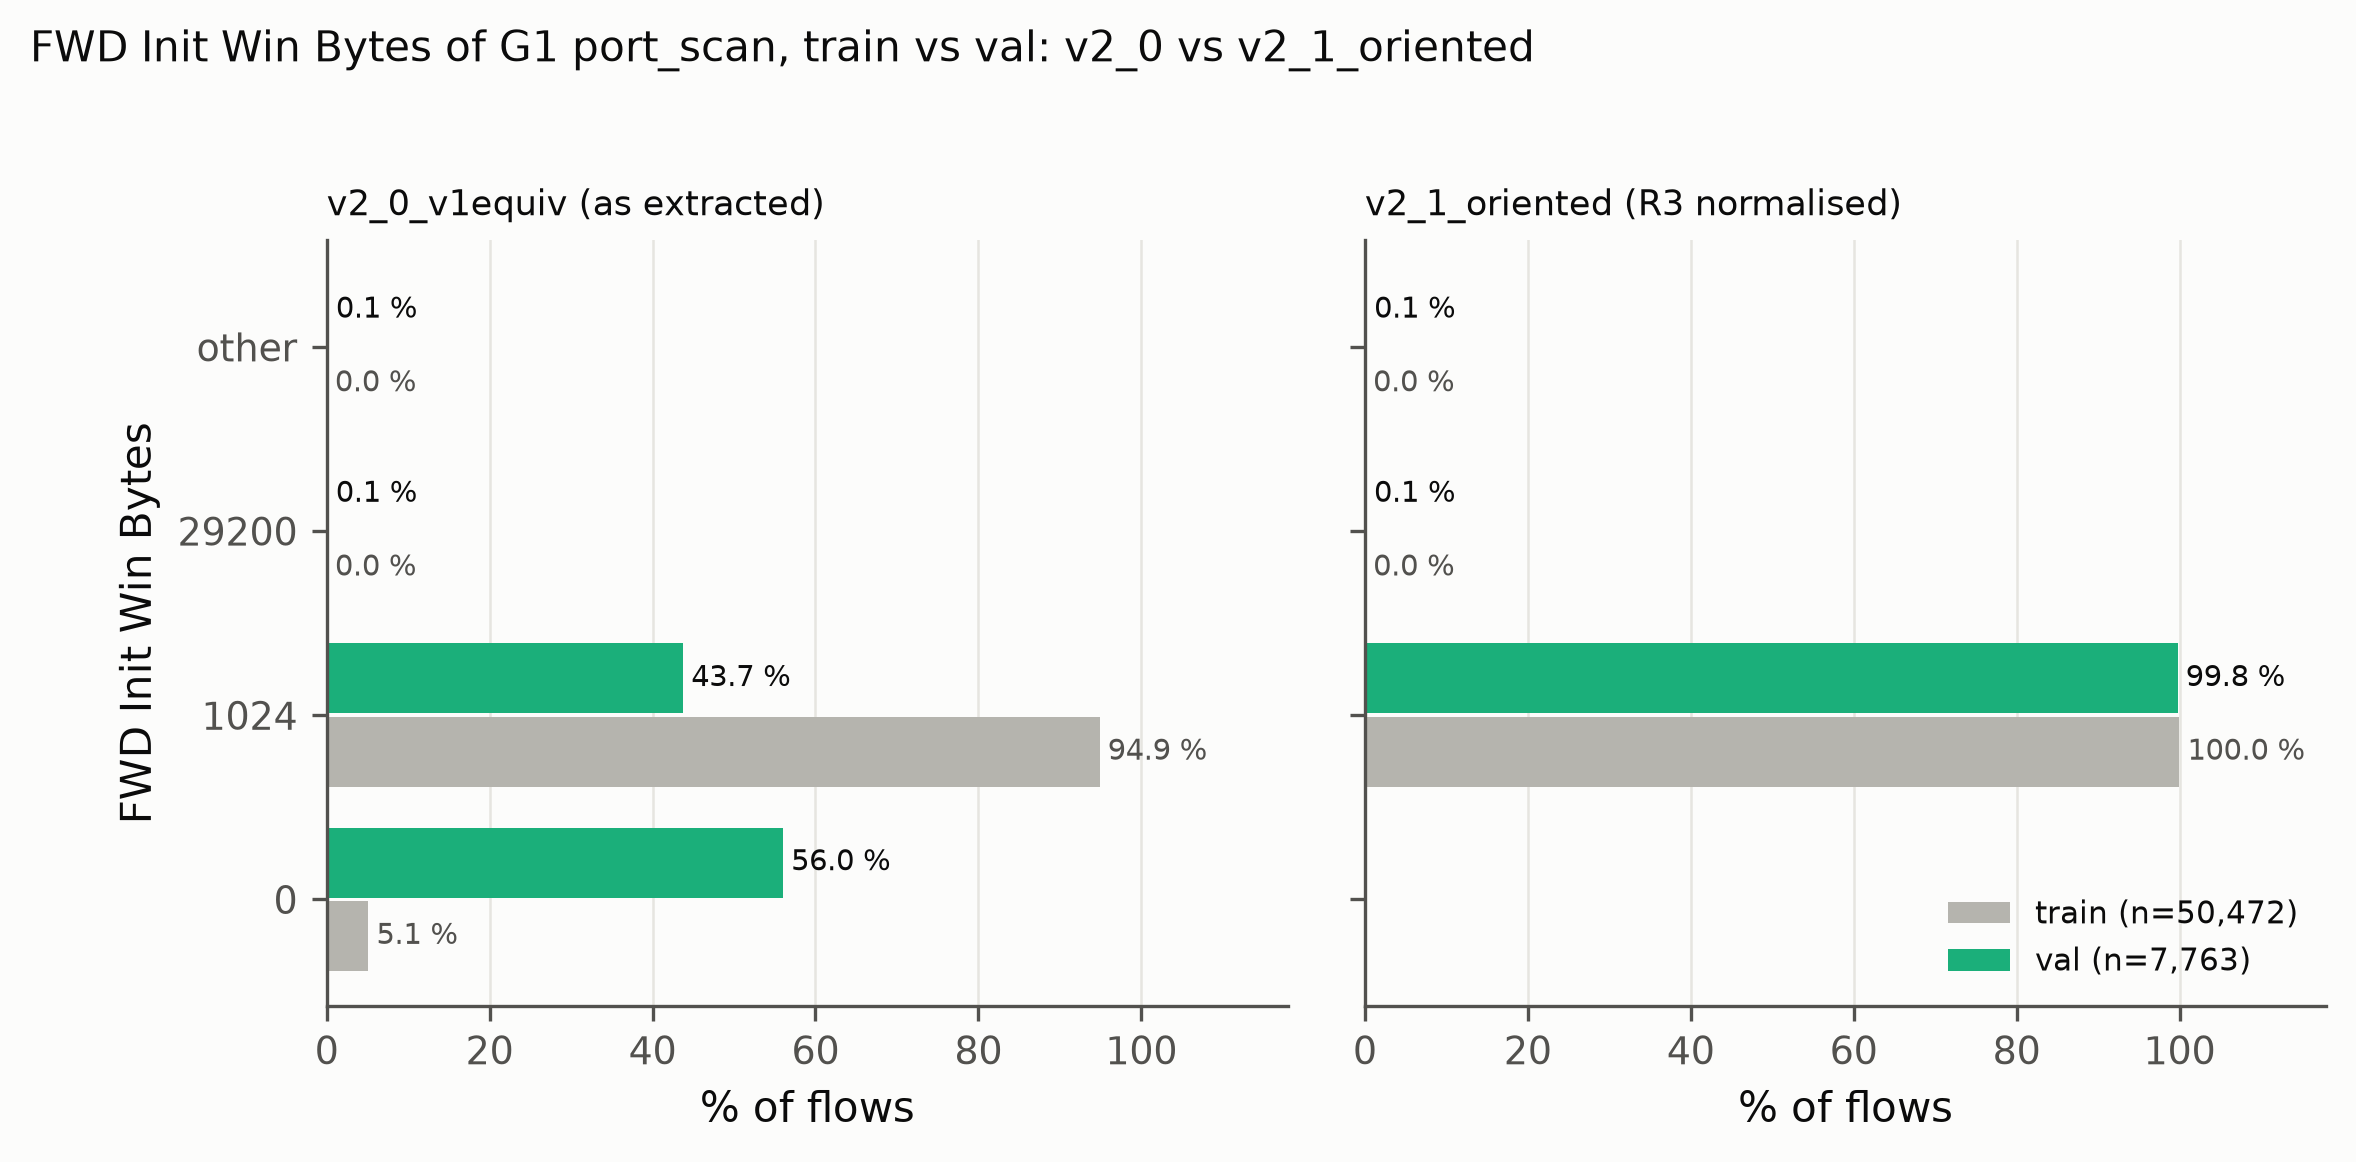 FWD Init Win Bytes of G1 port_scan, train vs val: v2_0 vs v2_1_oriented
v2_0_v1equiv (as extracted)
FWD Init Win Bytes
other
29200
1024
0
0.1 %
0.0 %
0.1 %
0.0 %
43.7 %
94.9 %
56.0 %
5.1 %
0 20 40 60 80 100
% of flows
v2_1_oriented (R3 normalised)
0.1 %
0.0 %
0.1 %
0.0 %
99.8 %
100.0 %
train (n=50,472)
val (n=7,763)
0 20 40 60 80 100
% of flows